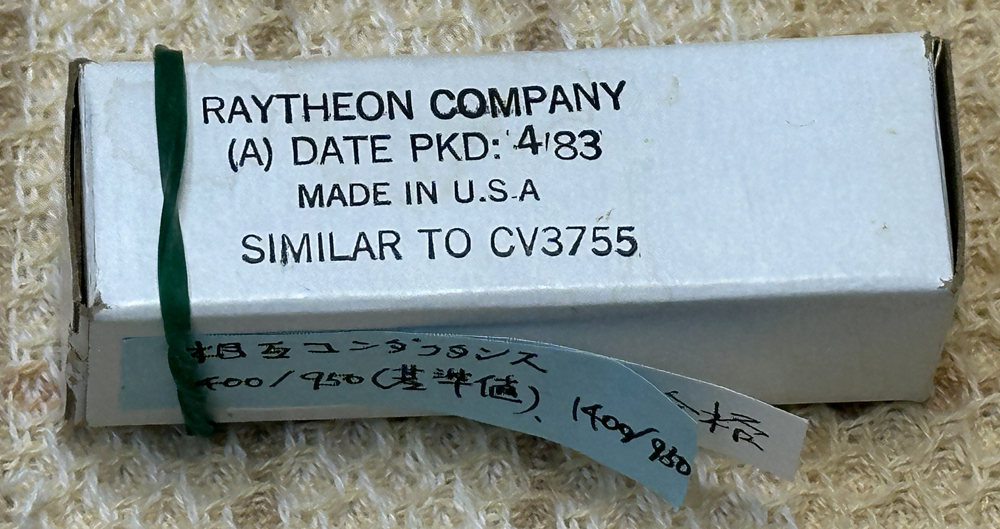 RAYTHEON COMPANY
(A) DATE PKD: 4/83
MADE IN U.S.A
SIMILAR TO CV3755
相互コンダクタンス
400/950(基準値)、1400/950